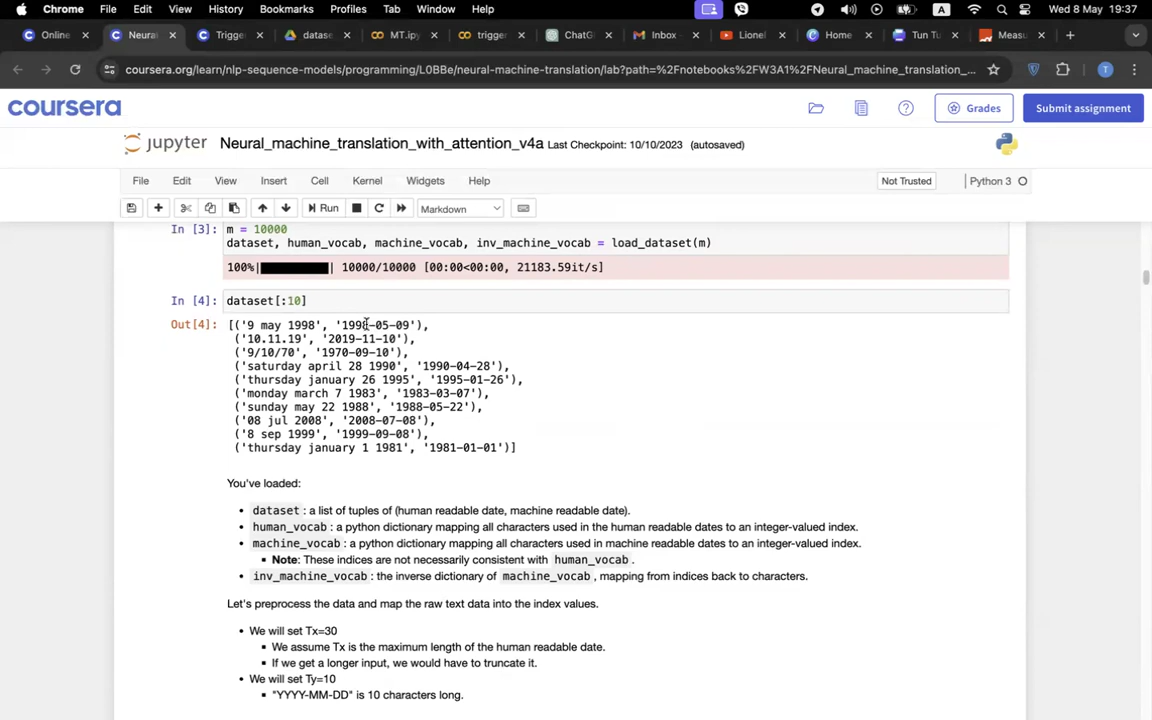 Chrome File Edit View History Bookmarks Profiles Tab Window Help A Wed 8 May 19:37
Online Neural Trigge datase MT.ipy trigger ChatG Inbox Lionel Home Tun Tu Measu
coursera.org/learn/nlp-sequence-models/programming/L0BBe/neural-machine-translation/lab?path=%2Fnotebooks%2FW3A1%2FNeural_machine_translation_... T
coursera Grades Submit assignment
jupyter Neural_machine_translation_with_attention_v4a Last Checkpoint: 10/10/2023 (autosaved)
File Edit View Insert Cell Kernel Widgets Help Not Trusted Python 3
Run Markdown
In [3]: m = 10000
dataset, human_vocab, machine_vocab, inv_machine_vocab = load_dataset(m)
100%| | 10000/10000 [00:00<00:00, 21183.59it/s]
In [4]: dataset[:10]
Out[4]: [('9 may 1998', '1998-05-09'),
('10.11.19', '2019-11-10'),
('9/10/70', '1970-09-10'),
('saturday april 28 1990', '1990-04-28'),
('thursday january 26 1995', '1995-01-26'),
('monday march 7 1983', '1983-03-07'),
('sunday may 22 1988', '1988-05-22'),
('08 jul 2008', '2008-07-08'),
('8 sep 1999', '1999-09-08'),
('thursday january 1 1981', '1981-01-01')]
You've loaded:
• dataset : a list of tuples of (human readable date, machine readable date).
• human_vocab : a python dictionary mapping all characters used in the human readable dates to an integer-valued index.
• machine_vocab : a python dictionary mapping all characters used in machine readable dates to an integer-valued index.
▪ Note: These indices are not necessarily consistent with human_vocab .
• inv_machine_vocab : the inverse dictionary of machine_vocab , mapping from indices back to characters.
Let's preprocess the data and map the raw text data into the index values.
• We will set Tx=30
▪ We assume Tx is the maximum length of the human readable date.
▪ If we get a longer input, we would have to truncate it.
• We will set Ty=10
▪ "YYYY-MM-DD" is 10 characters long.